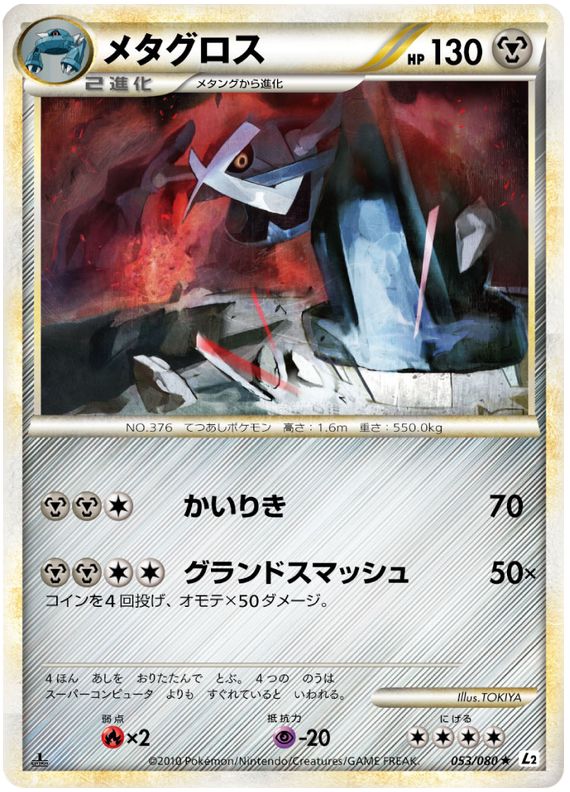 メタグロス
HP 130
2進化
メタングから進化
NO.376 てつあしポケモン 高さ：1.6m 重さ：550.0kg
かいりき 70
グランドスマッシュ 50×
コインを4回投げ、オモテ×50ダメージ。
4ほん あしを おりたたんで とぶ。 4つの のうは
スーパーコンピュータ よりも すぐれていると いわれる。
Illus.TOKIYA
弱点 抵抗力 にげる
×2 -20
053/080 ★ L2
©2010 Pokémon/Nintendo/Creatures/GAME FREAK.